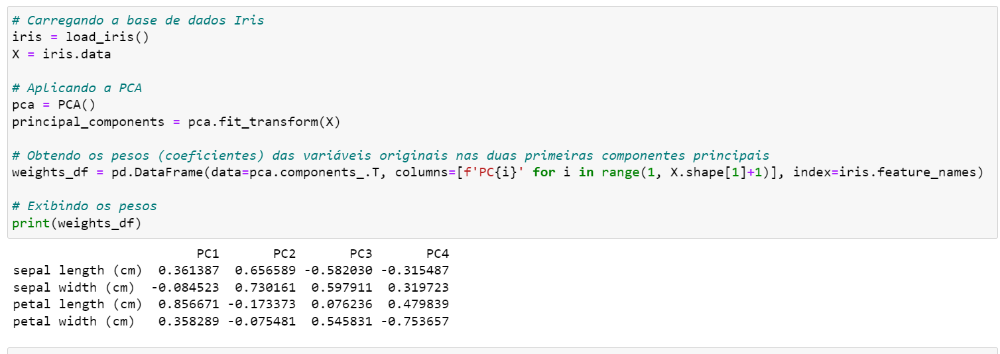 # Carregando a base de dados Iris
iris = load_iris()
X = iris.data
# Aplicando a PCA
pca = PCA()
principal_components = pca.fit_transform(X)
# Obtendo os pesos (coeficientes) das variáveis originais nas duas primeiras componentes principais
weights_df = pd.DataFrame(data=pca.components_.T, columns=[f'PC{i}' for i in range(1, X.shape[1]+1)], index=iris.feature_names)
# Exibindo os pesos
print(weights_df)
PC1 PC2 PC3 PC4
sepal length (cm) 0.361387 0.656589 -0.582030 -0.315487
sepal width (cm) -0.084523 0.730161 0.597911 0.319723
petal length (cm) 0.856671 -0.173373 0.076236 0.479839
petal width (cm) 0.358289 -0.075481 0.545831 -0.753657